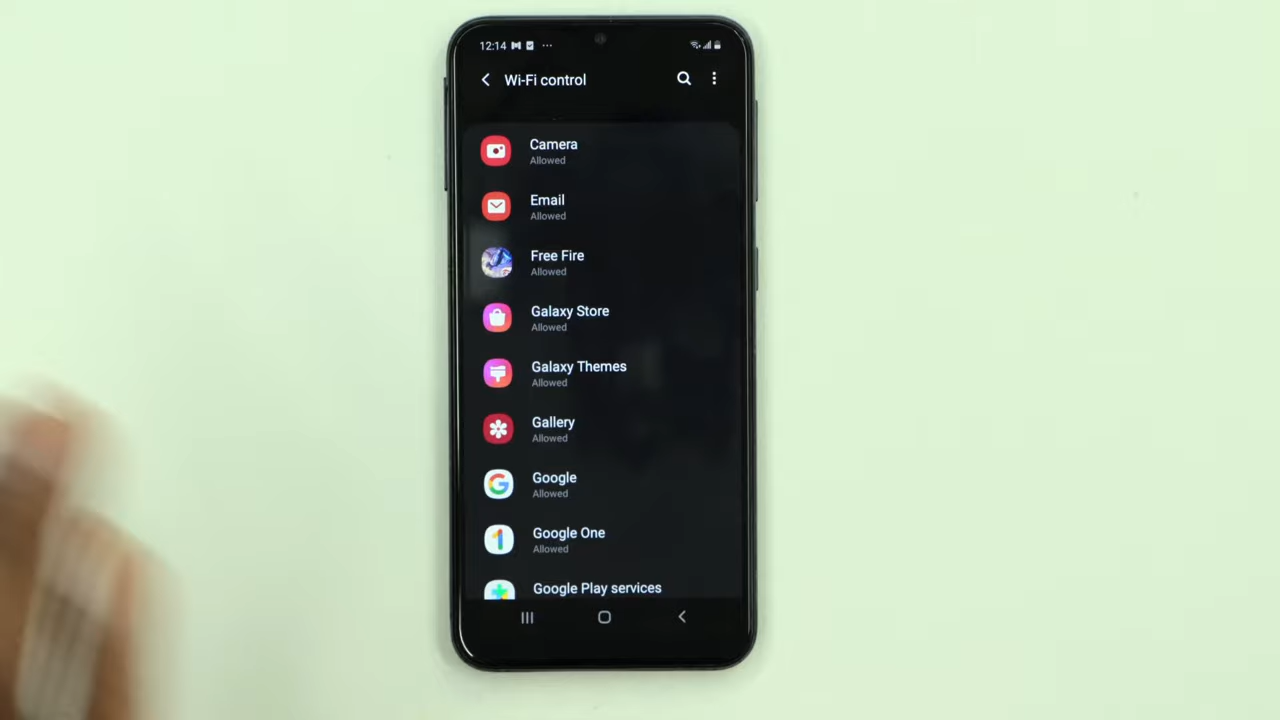 12:14
Wi-Fi control
Camera
Allowed
Email
Allowed
Free Fire
Allowed
Galaxy Store
Allowed
Galaxy Themes
Allowed
Gallery
Allowed
Google
Allowed
Google One
Allowed
Google Play services